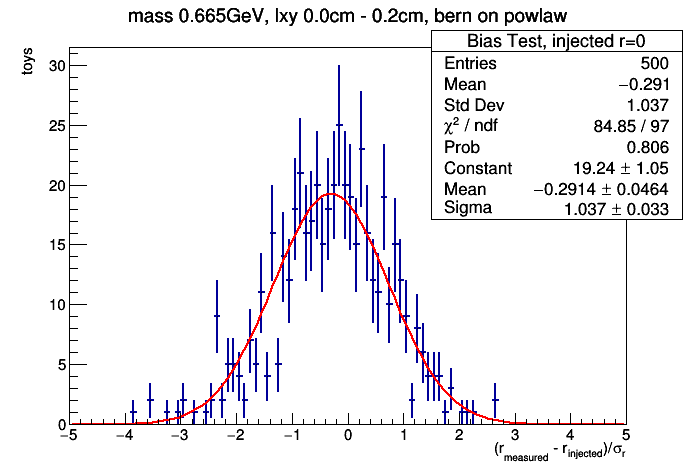 mass 0.665GeV, lxy 0.0cm - 0.2cm, bern on powlaw
Bias Test, injected r=0
Entries 500
Mean −0.291
Std Dev 1.037
χ² / ndf 84.85 / 97
Prob 0.806
Constant 19.24 ± 1.05
Mean −0.2914 ± 0.0464
Sigma 1.037 ± 0.033
toys
30
25
20
15
10
5
0
−5 −4 −3 −2 −1 0 1 2 3 4 5
(r_measured - r_injected)/σ_r